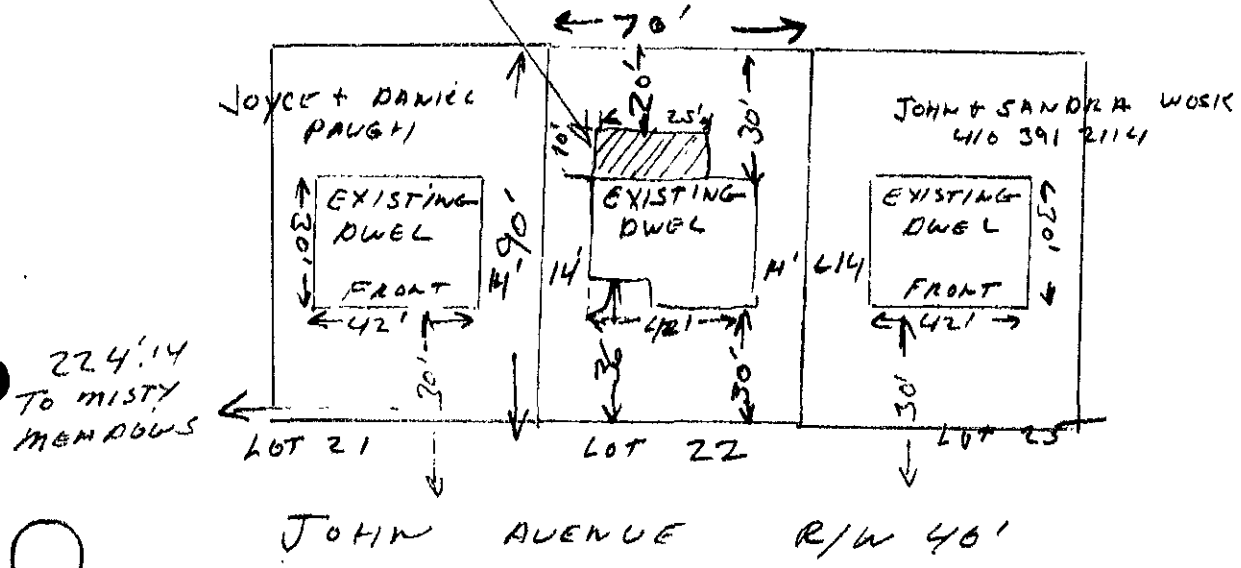 70'
JOYCE + DANIEL
PAUGH
20'
25'
10'
30'
JOHN + SANDRA WOSK
410 391 2114
EXISTING
DWEL
FRONT
30'
42'
90'
14'
EXISTING
DWEL
14'
14'
42'
EXISTING
DWEL
FRONT
14
30'
42'
30'
30'
30'
224'.14
TO MISTY
MEADOWS
LOT 21
LOT 22
LOT
JOHN AVENUE R/W 40'